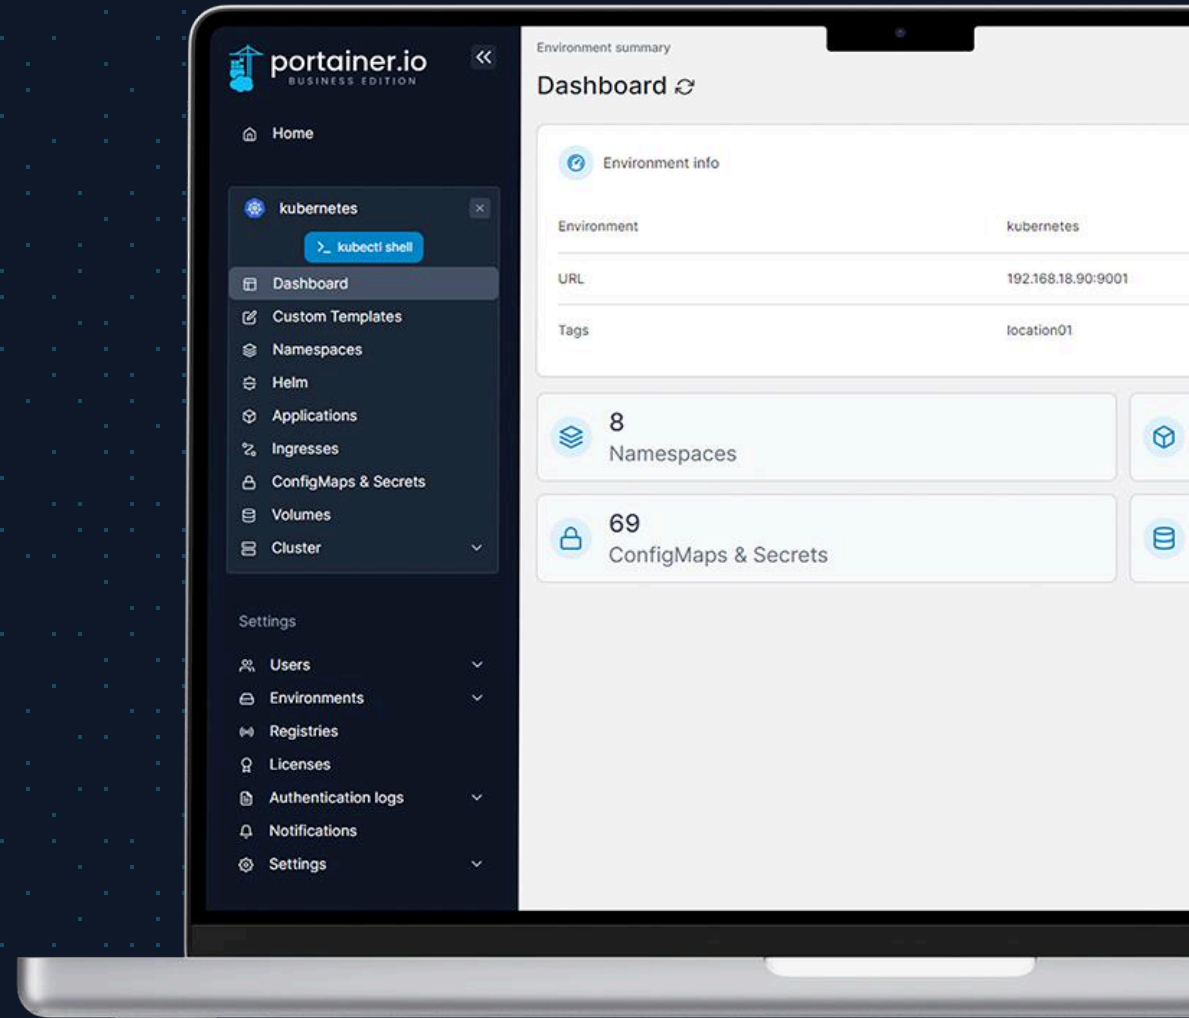 portainer.io
BUSINESS EDITION
Home
kubernetes
>_ kubectl shell
Dashboard
Custom Templates
Namespaces
Helm
Applications
Ingresses
ConfigMaps & Secrets
Volumes
Cluster
Settings
Users
Environments
Registries
Licenses
Authentication logs
Notifications
Settings
Environment summary
Dashboard
Environment info
Environment kubernetes
URL 192.168.18.90:9001
Tags location01
8
Namespaces
69
ConfigMaps & Secrets